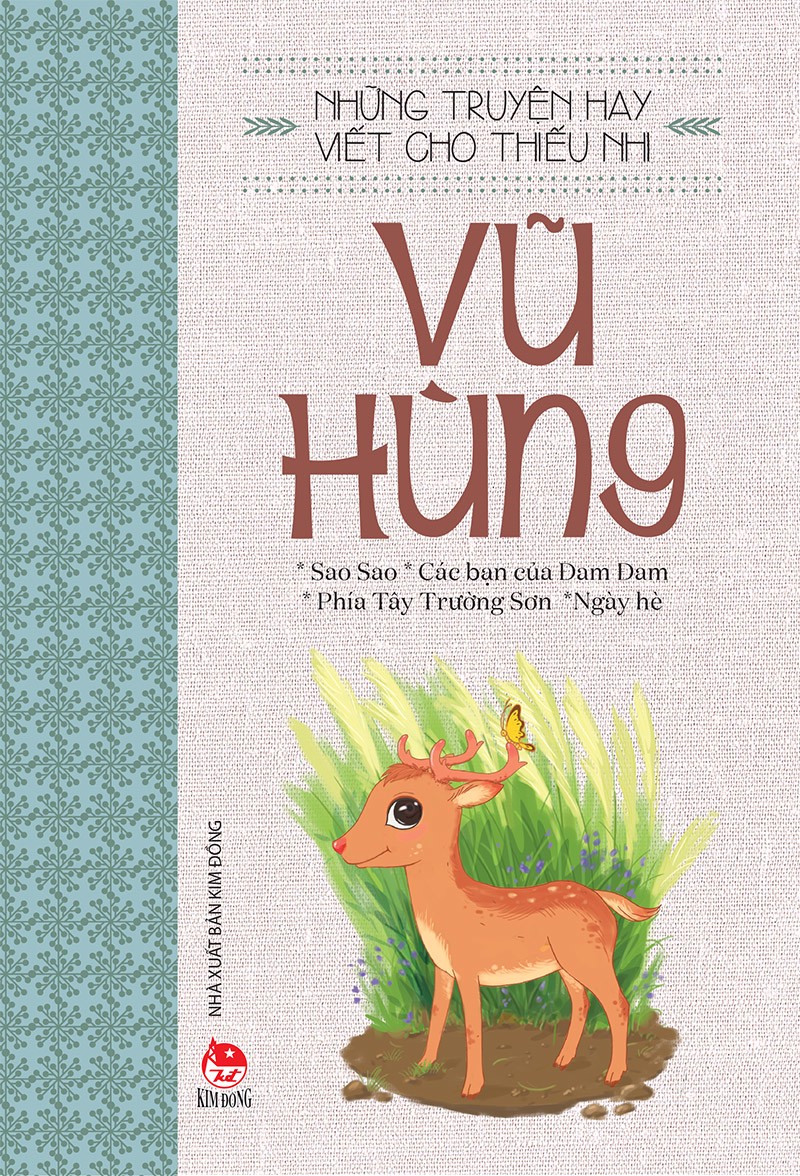 NHỮNG TRUYỆN HAY
VIẾT CHO THIẾU NHI
VŨ
HÙNG
* Sao Sao * Các bạn của Đam Đam
* Phía Tây Trường Sơn *Ngày hè
NHÀ XUẤT BẢN KIM ĐỒNG
KIM ĐỒNG